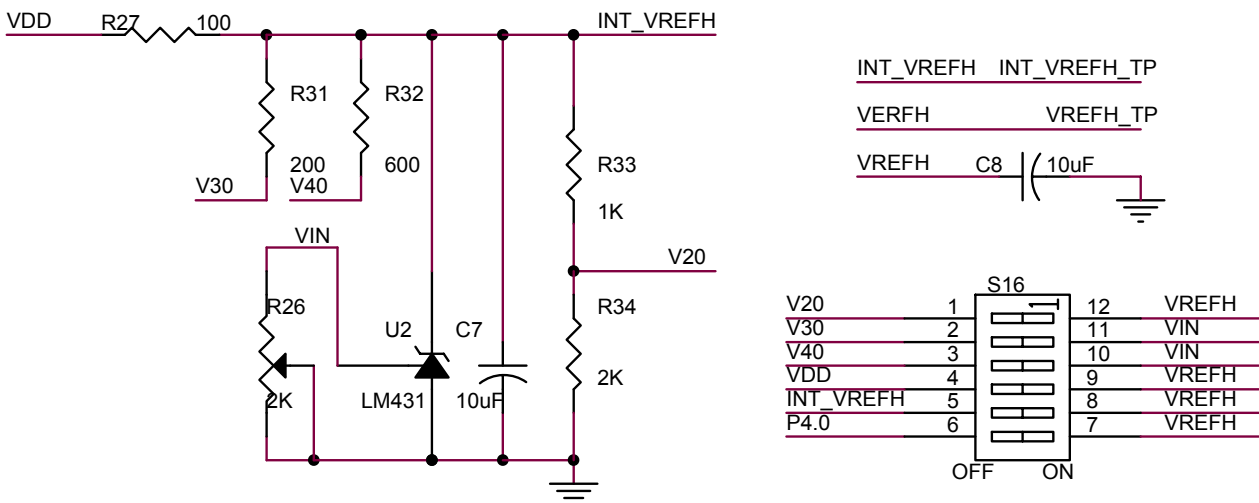 VDD R27 100 INT_VREFH
R31 R32
200 600
V30 V40
R33
1K
VIN
V20
R26
2K
U2 C7
LM431 10uF
R34
2K
INT_VREFH INT_VREFH_TP
VERFH VREFH_TP
VREFH C8 10uF
S16
V20 1 12 VREFH
V30 2 11 VIN
V40 3 10 VIN
VDD 4 9 VREFH
INT_VREFH 5 8 VREFH
P4.0 6 7 VREFH
OFF ON